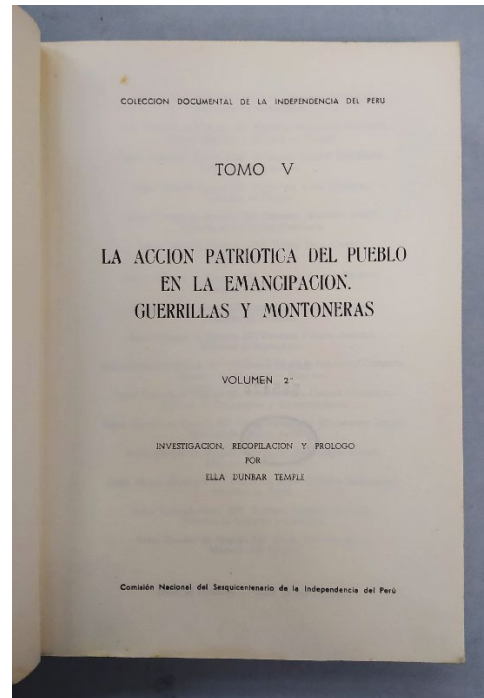 COLECCION DOCUMENTAL DE LA INDEPENDENCIA DEL PERU
TOMO V
LA ACCION PATRIOTICA DEL PUEBLO
EN LA EMANCIPACION.
GUERRILLAS Y MONTONERAS
VOLUMEN 2º
INVESTIGACION, RECOPILACION Y PROLOGO
POR
ELLA DUNBAR TEMPLE
Comisión Nacional del Sesquicentenario de la Independencia del Perú